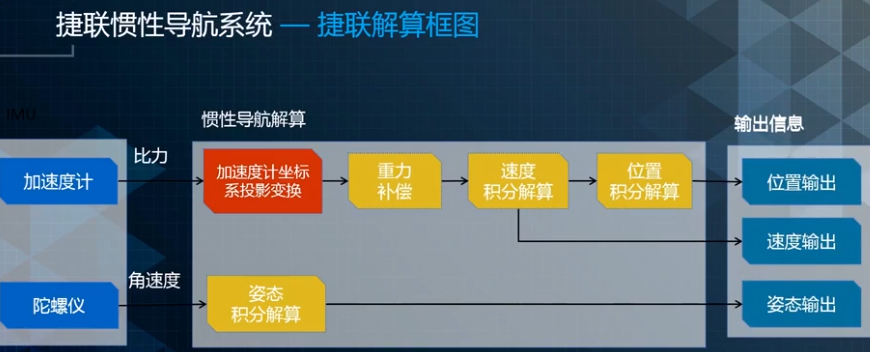 捷联惯性导航系统 — 捷联解算框图
IMU
惯性导航解算
输出信息
加速度计
比力
加速度计坐标
系投影变换
重力
补偿
速度
积分解算
位置
积分解算
位置输出
速度输出
陀螺仪
角速度
姿态
积分解算
姿态输出